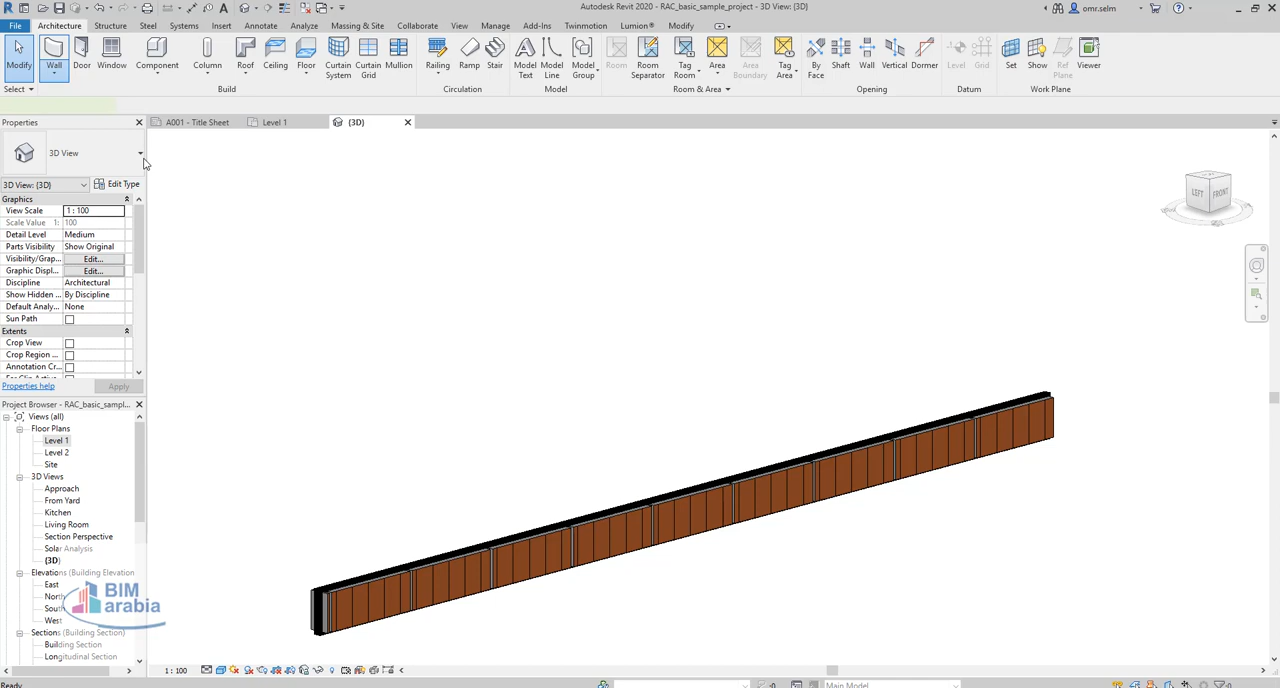 Autodesk Revit 2020 - RAC_basic_sample_project - 3D View: {3D}
omr.selm
File Architecture Structure Steel Systems Insert Annotate Analyze Massing & Site Collaborate View Manage Add-Ins Twinmotion Lumion® Modify
Modify Wall Door Window Component Column Roof Ceiling Floor Curtain System Curtain Grid Mullion Railing Ramp Stair Model Text Model Line Model Group Room Room Separator Tag Room Area Area Boundary Tag Area By Face Shaft Wall Vertical Dormer Level Grid Set Show Ref Plane Viewer
Select Build Circulation Model Room & Area Opening Datum Work Plane
Properties
A001 - Title Sheet Level 1 {3D}
3D View
LEFT FRONT
3D View: {3D} Edit Type
Graphics
View Scale 1 : 100
Scale Value 1: 100
Detail Level Medium
Parts Visibility Show Original
Visibility/Grap... Edit...
Graphic Displ... Edit...
Discipline Architectural
Show Hidden ... By Discipline
Default Analy... None
Sun Path
Extents
Crop View
Crop Region ...
Annotation Cr...
Properties help Apply
Project Browser - RAC_basic_sampl...
Views (all)
Floor Plans
Level 1
Level 2
Site
3D Views
Approach
From Yard
Kitchen
Living Room
Section Perspective
Solar Analysis
{3D}
Elevations (Building Elevation
East
West
BIM
arabia
Sections (Building Section)
Building Section
Longitudinal Section
1 : 100
Ready
:0
Main Model